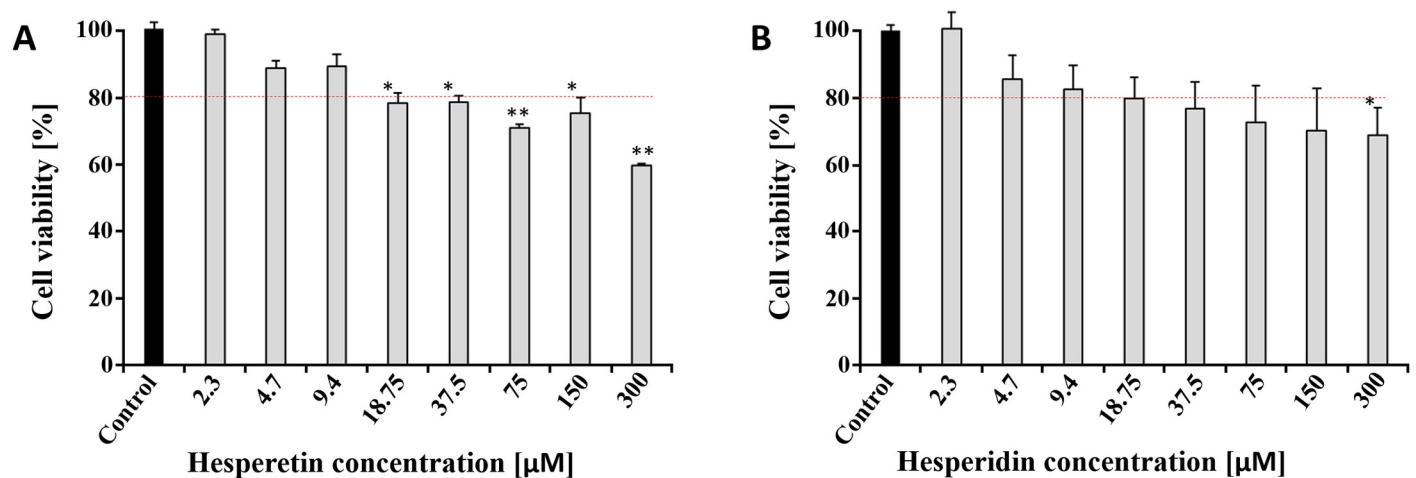 A
Cell viability [%]
100
80
60
40
20
0
* * ** * **
Control 2.3 4.7 9.4 18.75 37.5 75 150 300
Hesperetin concentration [μM]
B
Cell viability [%]
100
80
60
40
20
0
*
Control 2.3 4.7 9.4 18.75 37.5 75 150 300
Hesperidin concentration [μM]